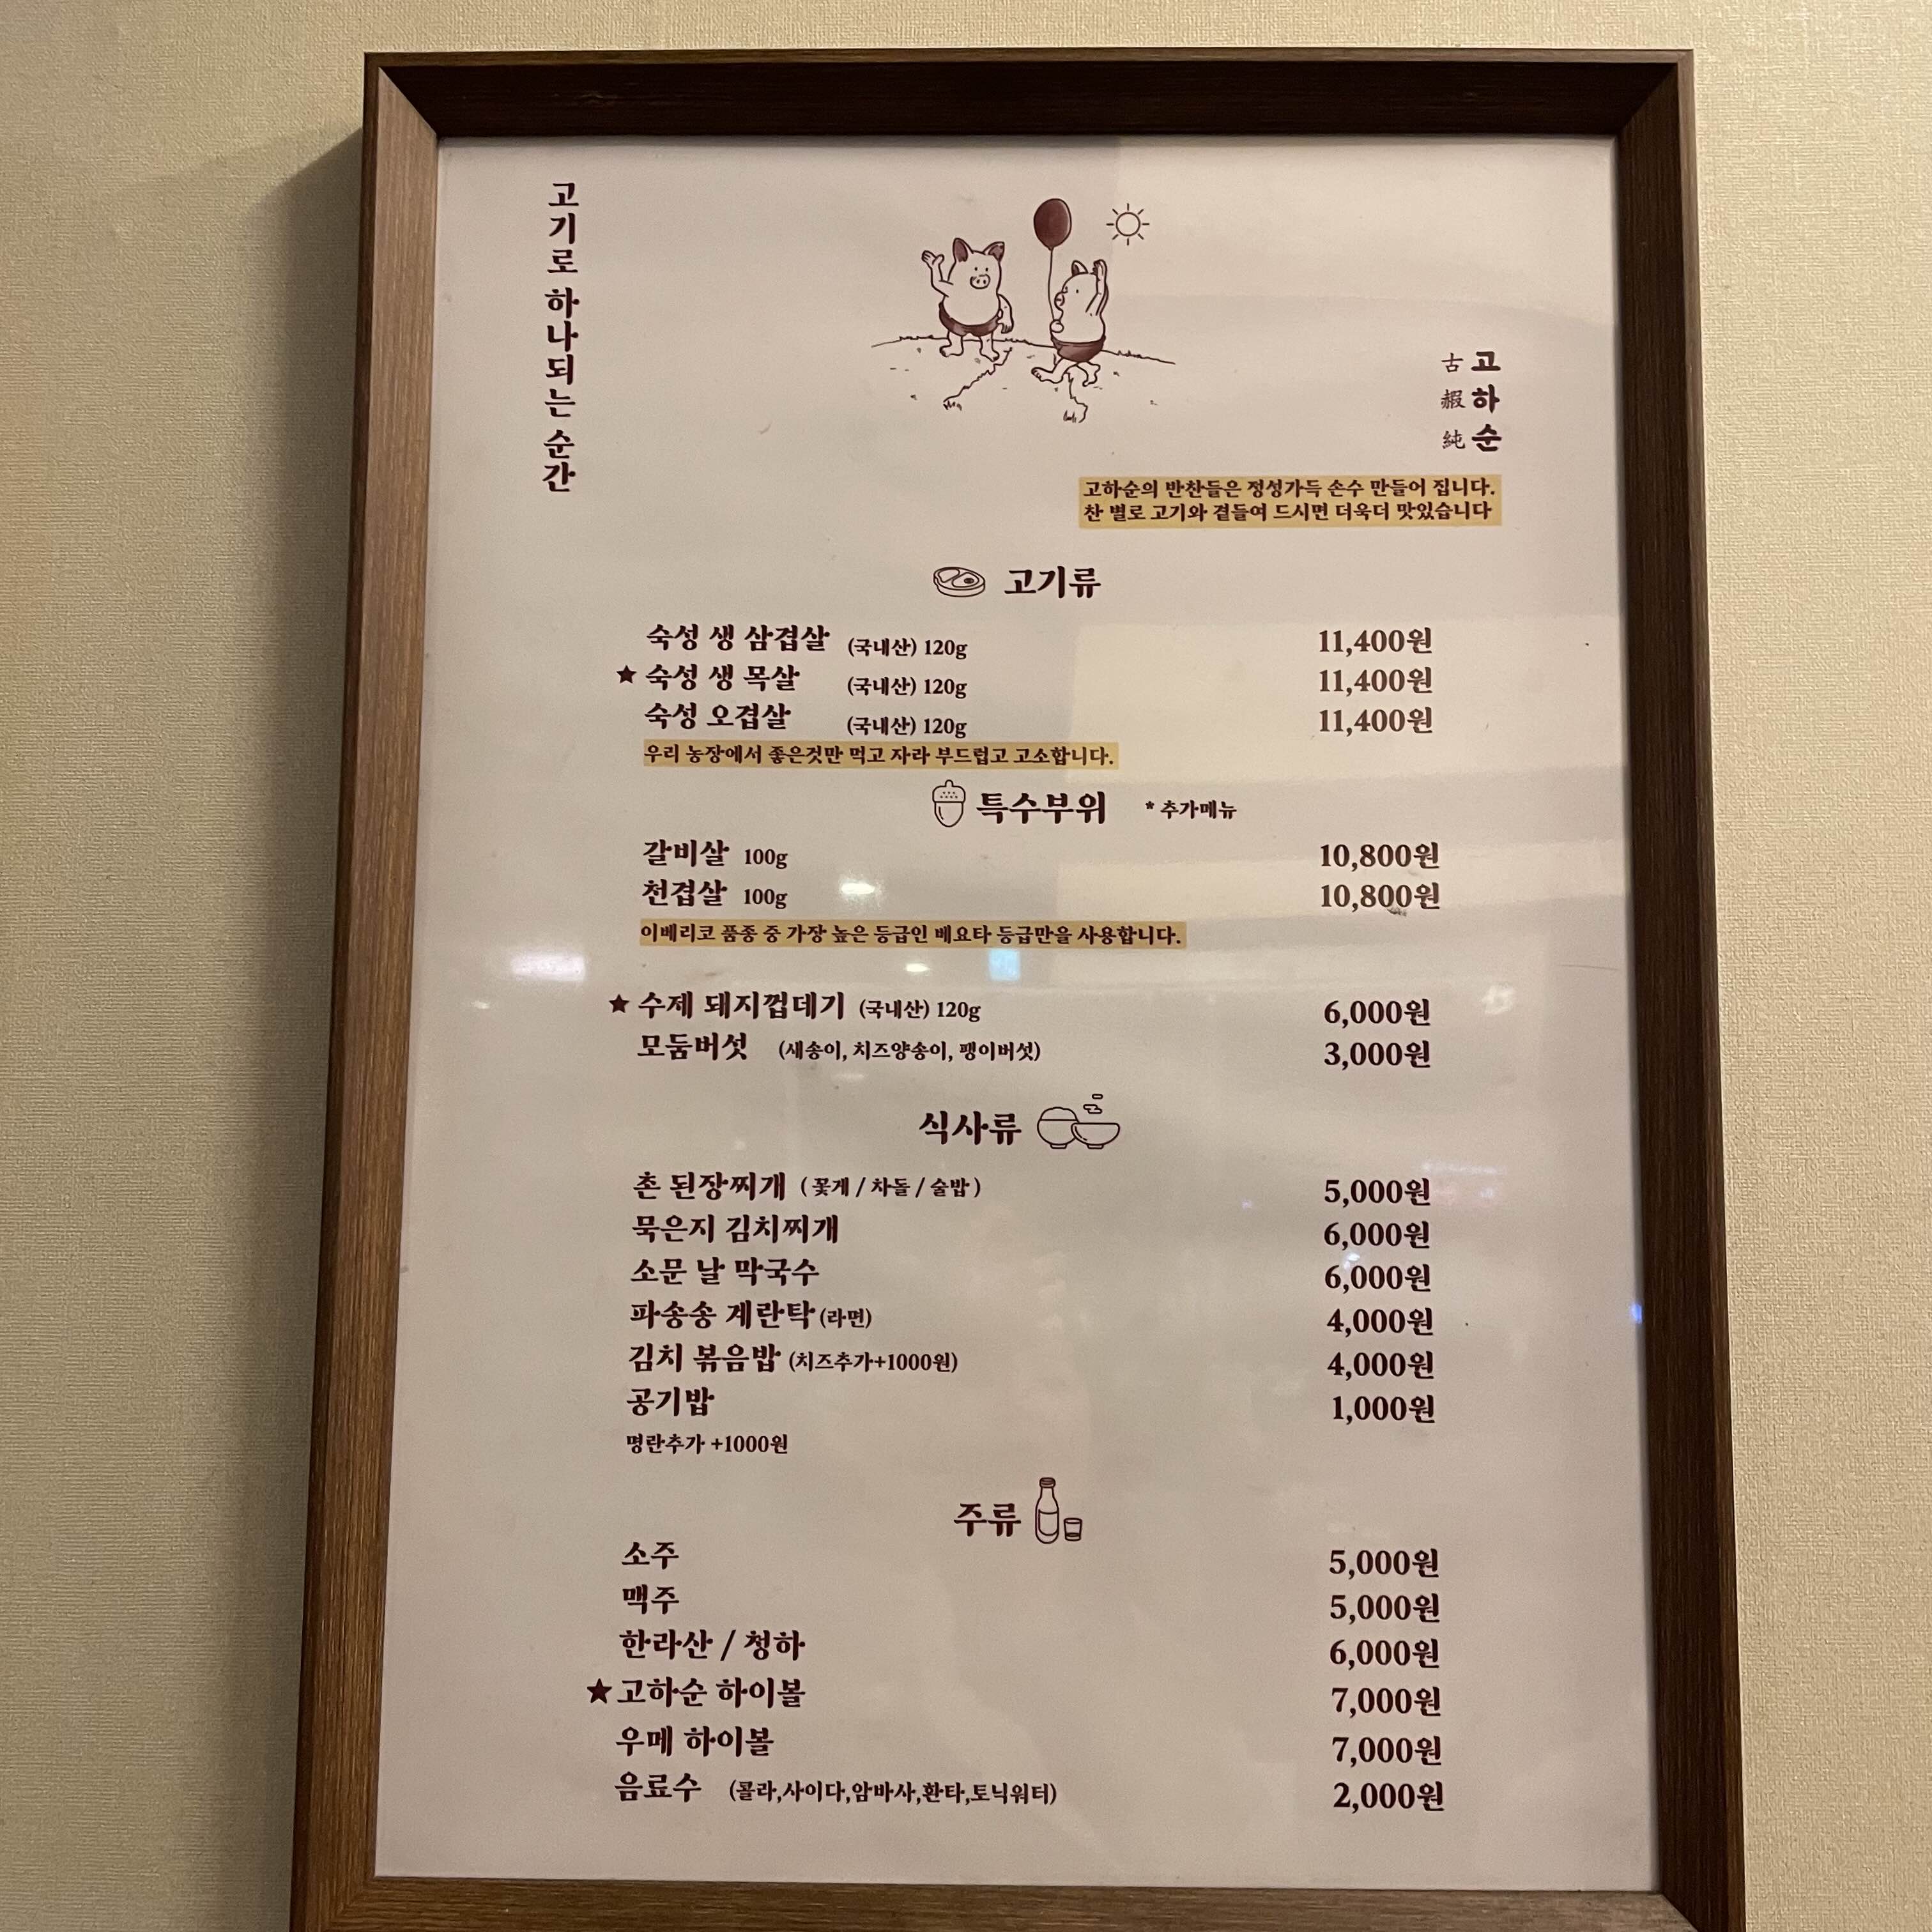 고기로 하나되는 순간
古 고
赮 하
純 순
고하순의 반찬들은 정성가득 손수 만들어 집니다.
찬 별로 고기와 곁들여 드시면 더욱더 맛있습니다
고기류
숙성 생 삼겹살 (국내산) 120g 11,400원
★ 숙성 생 목살 (국내산) 120g 11,400원
숙성 오겹살 (국내산) 120g 11,400원
우리 농장에서 좋은것만 먹고 자라 부드럽고 고소합니다.
특수부위 * 추가메뉴
갈비살 100g 10,800원
천겹살 100g 10,800원
이베리코 품종 중 가장 높은 등급인 베요타 등급만을 사용합니다.
★ 수제 돼지껍데기 (국내산) 120g 6,000원
모둠버섯 (새송이, 치즈양송이, 팽이버섯) 3,000원
식사류
촌 된장찌개 ( 꽃게 / 차돌 / 술밥 ) 5,000원
묵은지 김치찌개 6,000원
소문 날 막국수 6,000원
파송송 계란탁 (라면) 4,000원
김치 볶음밥 (치즈추가+1000원) 4,000원
공기밥 1,000원
명란추가 +1000원
주류
소주 5,000원
맥주 5,000원
한라산 / 청하 6,000원
★고하순 하이볼 7,000원
우메 하이볼 7,000원
음료수 (콜라,사이다,암바사,환타,토닉워터) 2,000원